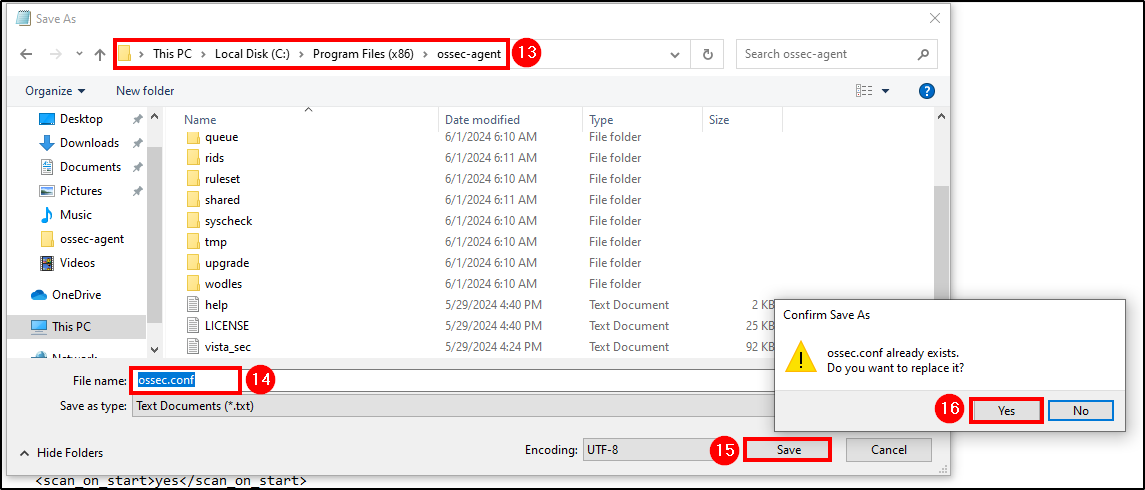 Save As
This PC > Local Disk (C:) > Program Files (x86) > ossec-agent
13
Search ossec-agent
Organize
New folder
?
Name Date modified Type Size
Desktop
Downloads
Documents
Pictures
Music
ossec-agent
Videos
OneDrive
This PC
Network
queue 6/1/2024 6:10 AM File folder
rids 6/1/2024 6:11 AM File folder
ruleset 6/1/2024 6:10 AM File folder
shared 6/1/2024 6:11 AM File folder
syscheck 6/1/2024 6:10 AM File folder
tmp 6/1/2024 6:10 AM File folder
upgrade 6/1/2024 6:10 AM File folder
wodles 6/1/2024 6:10 AM File folder
help 5/29/2024 4:40 PM Text Document 2 KB
LICENSE 5/29/2024 4:40 PM Text Document 25 KB
vista_sec 5/29/2024 4:24 PM Text Document 92 KB
File name: ossec.conf
14
Save as type: Text Documents (*.txt)
Hide Folders
Encoding: UTF-8
15
Save
Cancel
Confirm Save As
!
ossec.conf already exists.
Do you want to replace it?
16
Yes
No
<scan_on_start>yes</scan_on_start>